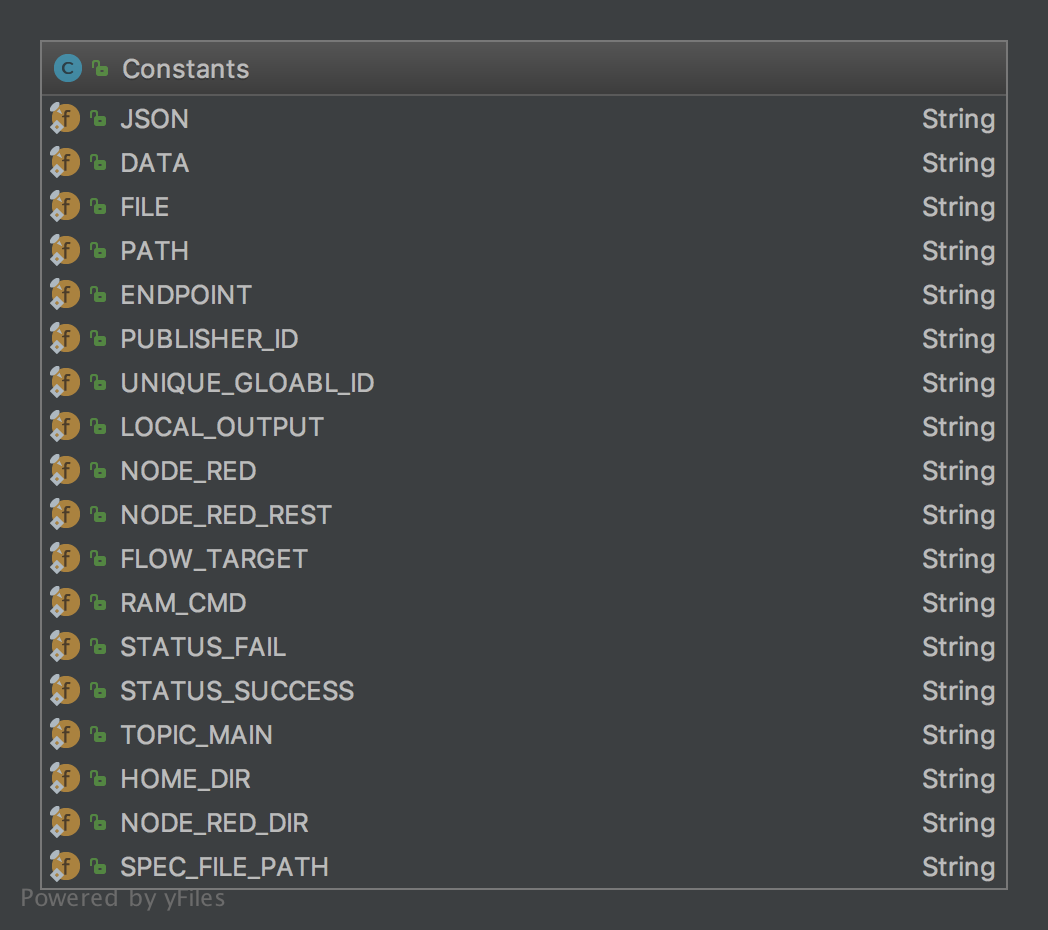 Constants
JSON String
DATA String
FILE String
PATH String
ENDPOINT String
PUBLISHER_ID String
UNIQUE_GLOABL_ID String
LOCAL_OUTPUT String
NODE_RED String
NODE_RED_REST String
FLOW_TARGET String
RAM_CMD String
STATUS_FAIL String
STATUS_SUCCESS String
TOPIC_MAIN String
HOME_DIR String
NODE_RED_DIR String
SPEC_FILE_PATH String
Powered by yFiles